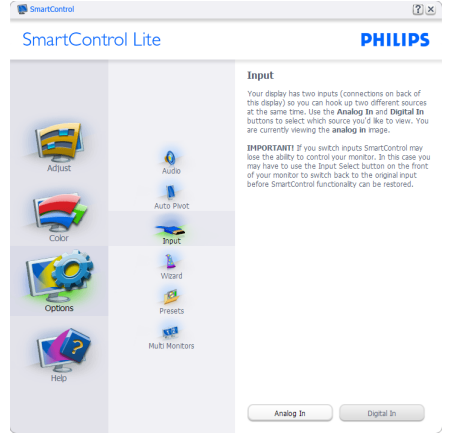 SmartControl
SmartControl Lite
PHILIPS
Adjust
Color
Options
Help
Audio
Auto Pivot
Input
Wizard
Presets
Multi Monitors
Input
Your display has two inputs (connections on back of
this display) so you can hook up two different sources
at the same time. Use the Analog In and Digital In
buttons to select which source you'd like to view. You
are currently viewing the analog in image.
IMPORTANT! If you switch inputs SmartControl may
lose the ability to control your monitor. In this case you
may have to use the Input Select button on the front
of your monitor to switch back to the original input
before SmartControl functionality can be restored.
Analog In
Digital In